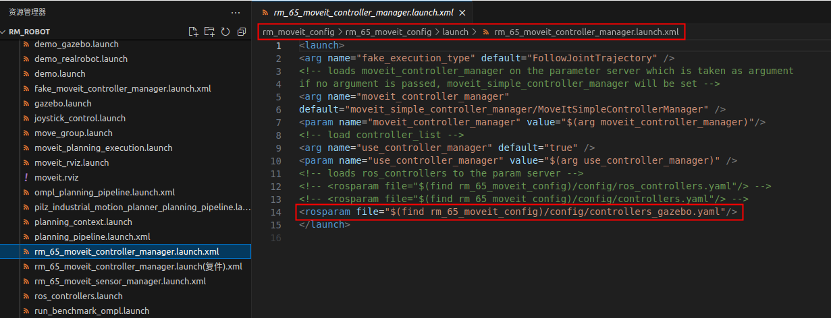 资源管理器
RM_ROBOT
demo_gazebo.launch
demo_realrobot.launch
demo.launch
fake_moveit_controller_manager.launch.xml
gazebo.launch
joystick_control.launch
move_group.launch
moveit_planning_execution.launch
moveit_rviz.launch
moveit.rviz
ompl_planning_pipeline.launch.xml
pilz_industrial_motion_planner_planning_pipeline.la...
planning_context.launch
planning_pipeline.launch.xml
rm_65_moveit_controller_manager.launch.xml
rm_65_moveit_controller_manager.launch(复件).xml
rm_65_moveit_sensor_manager.launch.xml
ros_controllers.launch
run_benchmark_ompl.launch
rm_65_moveit_controller_manager.launch.xml ×
rm_moveit_config > rm_65_moveit_config > launch > rm_65_moveit_controller_manager.launch.xml
1 <launch>
2 <arg name="fake_execution_type" default="FollowJointTrajectory" />
3 <!-- loads moveit_controller_manager on the parameter server which is taken as argument
4 if no argument is passed, moveit_simple_controller_manager will be set -->
5 <arg name="moveit_controller_manager"
6 default="moveit_simple_controller_manager/MoveItSimpleControllerManager" />
7 <param name="moveit_controller_manager" value="$(arg moveit_controller_manager)"/>
8 <!-- load controller_list -->
9 <arg name="use_controller_manager" default="true" />
10 <param name="use_controller_manager" value="$(arg use_controller_manager)" />
11 <!-- loads ros_controllers to the param server -->
12 <!-- <rosparam file="$(find rm_65_moveit_config)/config/ros_controllers.yaml"/> -->
13 <!-- <rosparam file="$(find rm_65_moveit_config)/config/controllers.yaml"/> -->
14 <rosparam file="$(find rm_65_moveit_config)/config/controllers_gazebo.yaml"/>
15 </launch>
16